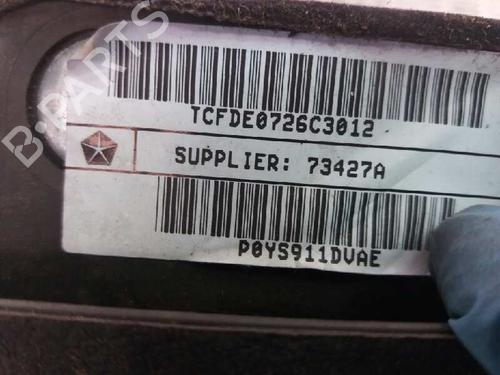 B-PARTS
TCFDE0726C3012
SUPPLIER: 73427A
P0YS911DVAE